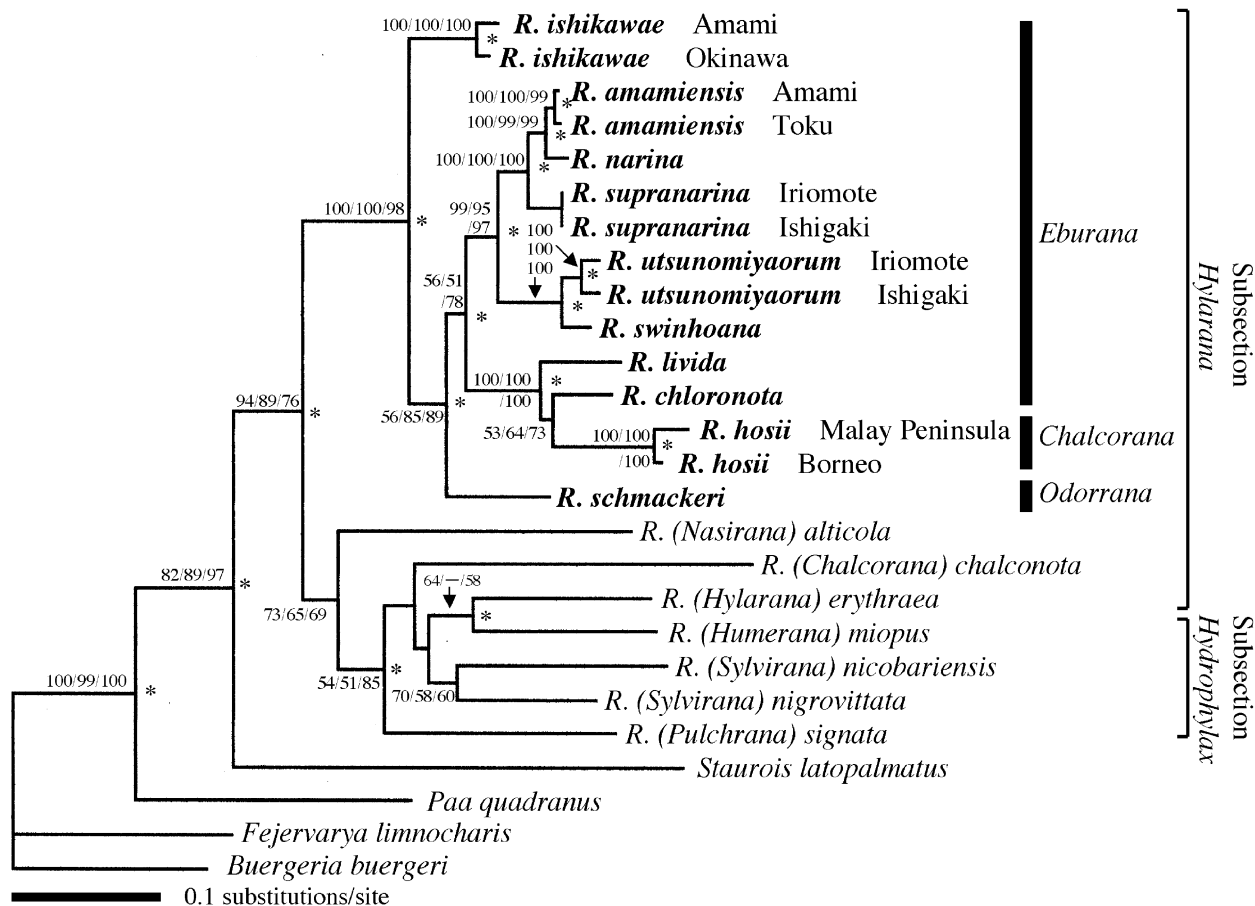 100/100/100
R. ishikawae Amami
*
R. ishikawae Okinawa
100/100/99
R. amamiensis Amami
*
100/99/99
R. amamiensis Toku
*
100/100/100
R. narina
*
R. supranarina Iriomote
100/100/98
*
99/95
/97
*
100
100
100
R. supranarina Ishigaki
Eburana
R. utsunomiyaorum Iriomote
*
56/51
/78
R. utsunomiyaorum Ishigaki
*
*
R. swinhoana
R. livida
100/100
/100
*
R. chloronota
94/89/76
*
56/85/89
*
53/64/73
100/100
/100
*
R. hosii Malay Peninsula
Chalcorana
R. hosii Borneo
R. schmackeri
Odorrana
Subsection
Hylarana
R. (Nasirana) alticola
R. (Chalcorana) chalconota
82/89/97
*
64/—/58
R. (Hylarana) erythraea
73/65/69
*
R. (Humerana) miopus
R. (Sylvirana) nicobariensis
54/51/85
*
70/58/60
R. (Sylvirana) nigrovittata
100/99/100
*
R. (Pulchrana) signata
Subsection
Hydrophylax
Staurois latopalmatus
Paa quadranus
Fejervarya limnocharis
Buergeria buergeri
0.1 substitutions/site